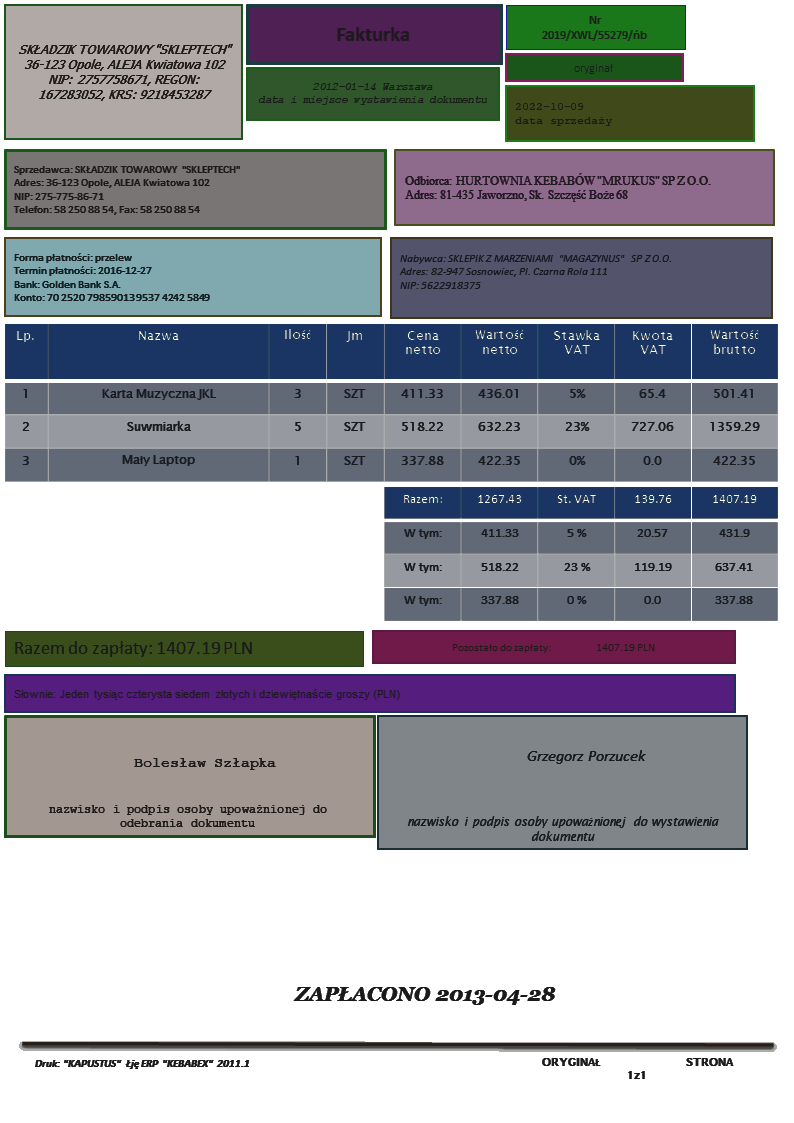 SKŁADZIK TOWAROWY "SKLEPTECH"
36-123 Opole, ALEJA Kwiatowa 102
NIP: 2757758671, REGON:
167283052, KRS: 9218453287
Fakturka
2012-01-14 Warszawa
data i miejsce wystawienia dokumentu
Nr
2019/XWL/55279/ńb
oryginał
2022-10-09
data sprzedaży
Sprzedawca: SKŁADZIK TOWAROWY "SKLEPTECH"
Adres: 36-123 Opole, ALEJA Kwiatowa 102
NIP: 275-775-86-71
Telefon: 58 250 88 54, Fax: 58 250 88 54
Odbiorca: HURTOWNIA KEBABÓW "MRUKUS" SP Z O.O.
Adres: 81-435 Jaworzno, Sk. Szczęść Boże 68
Forma płatności: przelew
Termin płatności: 2016-12-27
Bank: Golden Bank S.A.
Konto: 70 2520 798590139537 4242 5849
Nabywca: SKLEPIK Z MARZENIAMI "MAGAZYNUS" SP Z O.O.
Adres: 82-947 Sosnowiec, Pl. Czarna Rola 111
NIP: 5622918375
Lp. Nazwa Ilość Jm Cena netto Wartość netto Stawka VAT Kwota VAT Wartość brutto
1 Karta Muzyczna JKL 3 SZT 411.33 436.01 5% 65.4 501.41
2 Suwmiarka 5 SZT 518.22 632.23 23% 727.06 1359.29
3 Mały Laptop 1 SZT 337.88 422.35 0% 0.0 422.35
Razem: 1267.43 St. VAT 139.76 1407.19
W tym: 411.33 5 % 20.57 431.9
W tym: 518.22 23 % 119.19 637.41
W tym: 337.88 0 % 0.0 337.88
Razem do zapłaty: 1407.19 PLN
Pozostało do zapłaty: 1407.19 PLN
Słownie: Jeden tysiąc czterysta siedem złotych i dziewiętnaście groszy (PLN)
Bolesław Szłapka
nazwisko i podpis osoby upoważnionej do
odebrania dokumentu
Grzegorz Porzucek
nazwisko i podpis osoby upoważnionej do wystawienia
dokumentu
ZAPŁACONO 2013-04-28
Druk: "KAPUSTUS" Łję ERP "KEBABEX" 2011.1
ORYGINAŁ STRONA
1 z 1